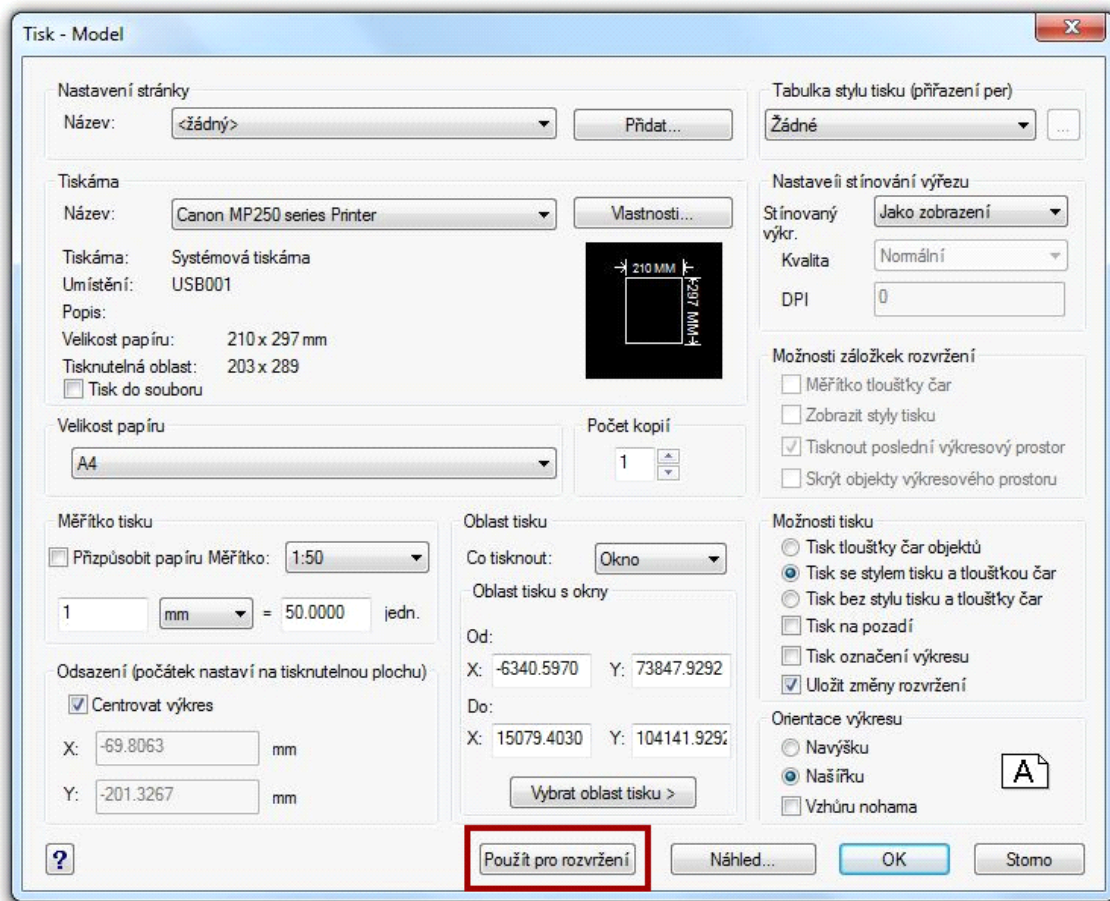 Tisk - Model
Nastavení stránky
Název: <žádný> Přidat...
Tabulka stylu tisku (přiřazení per)
Žádné ...
Tiskárna
Název: Canon MP250 series Printer Vlastnosti...
Tiskárna: Systémová tiskárna
Umístění: USB001
Popis:
Velikost papíru: 210 x 297 mm
Tisknutelná oblast: 203 x 289
Tisk do souboru
210 MM
297 MM
Nastaveíi stínování výřezu
Stínovaný výkr. Jako zobrazení
Kvalita Normální
DPI 0
Možnosti záložkek rozvržení
Měřítko tloušťky čar
Zobrazit styly tisku
Tisknout poslední výkresový prostor
Skrýt objekty výkresového prostoru
Velikost papíru
A4
Počet kopií
1
Měřítko tisku
Přizpůsobit papíru Měřítko: 1:50
1 mm = 50.0000 jedn.
Odsazení (počátek nastaví na tisknutelnou plochu)
Centrovat výkres
X: -69.8063 mm
Y: -201.3267 mm
Oblast tisku
Co tisknout: Okno
Oblast tisku s okny
Od:
X: -6340.5970 Y: 73847.9292
Do:
X: 15079.4030 Y: 104141.9292
Vybrat oblast tisku >
Možnosti tisku
Tisk tloušťky čar objektů
Tisk se stylem tisku a tloušťkou čar
Tisk bez stylu tisku a tloušťky čar
Tisk na pozadí
Tisk označení výkresu
Uložit změny rozvržení
Orientace výkresu
Navýšku
Našířku
Vzhůru nohama
A
? Použít pro rozvržení Náhled... OK Storno